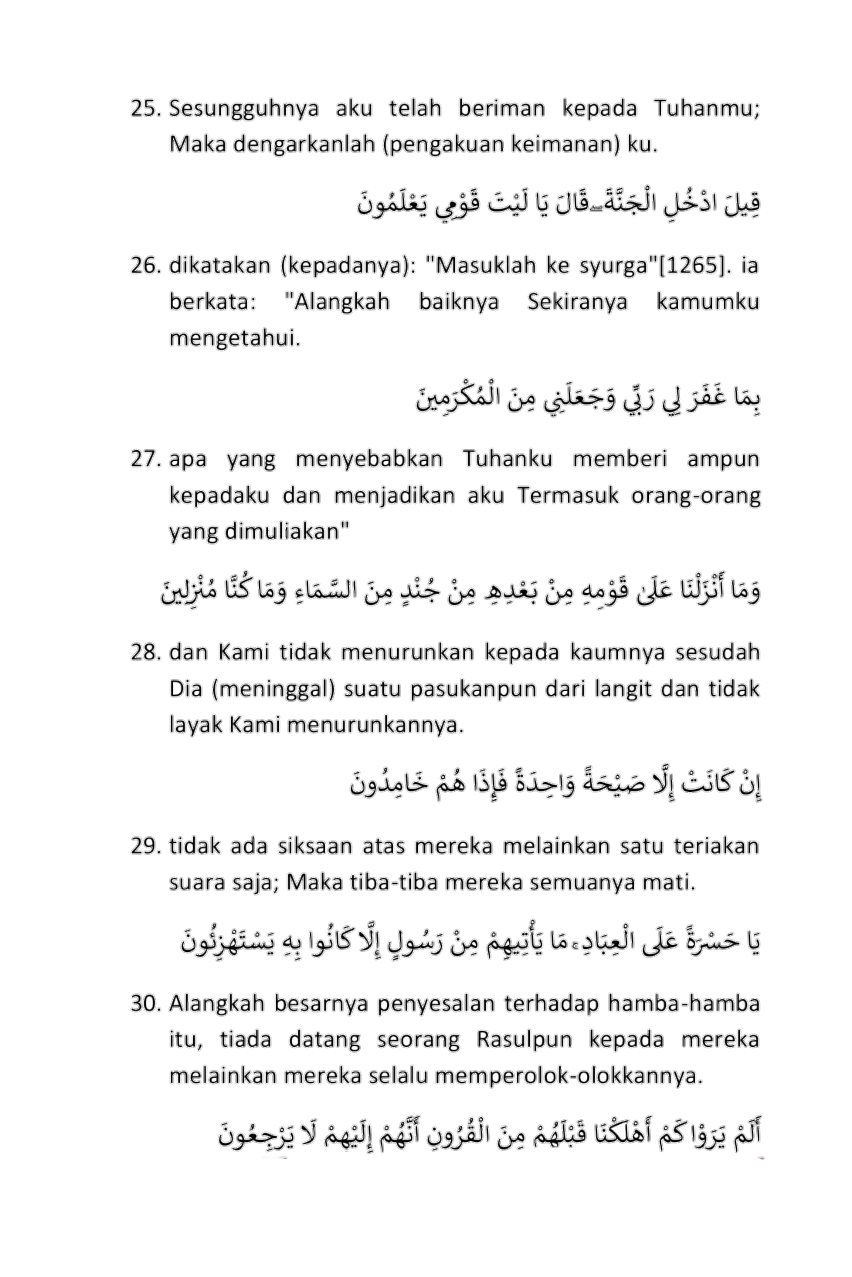 25. Sesungguhnya aku telah beriman kepada Tuhanmu;
Maka dengarkanlah (pengakuan keimanan) ku.
قِيلَ ادْخُلِ الْجَنَّةَ ۖ قَالَ يَا لَيْتَ قَوْمِي يَعْلَمُونَ
26. dikatakan (kepadanya): "Masuklah ke syurga"[1265]. ia
berkata: "Alangkah baiknya Sekiranya kamumku
mengetahui.
بِمَا غَفَرَ لِي رَبِّي وَجَعَلَنِي مِنَ الْمُكْرَمِينَ
27. apa yang menyebabkan Tuhanku memberi ampun
kepadaku dan menjadikan aku Termasuk orang-orang
yang dimuliakan"
وَمَا أَنْزَلْنَا عَلَىٰ قَوْمِهِ مِنْ بَعْدِهِ مِنْ جُنْدٍ مِنَ السَّمَاءِ وَمَا كُنَّا مُنْزِلِينَ
28. dan Kami tidak menurunkan kepada kaumnya sesudah
Dia (meninggal) suatu pasukanpun dari langit dan tidak
layak Kami menurunkannya.
إِنْ كَانَتْ إِلَّا صَيْحَةً وَاحِدَةً فَإِذَا هُمْ خَامِدُونَ
29. tidak ada siksaan atas mereka melainkan satu teriakan
suara saja; Maka tiba-tiba mereka semuanya mati.
يَا حَسْرَةً عَلَى الْعِبَادِ ۚ مَا يَأْتِيهِمْ مِنْ رَسُولٍ إِلَّا كَانُوا بِهِ يَسْتَهْزِئُونَ
30. Alangkah besarnya penyesalan terhadap hamba-hamba
itu, tiada datang seorang Rasulpun kepada mereka
melainkan mereka selalu memperolok-olokkannya.
أَلَمْ يَرَوْا كَمْ أَهْلَكْنَا قَبْلَهُمْ مِنَ الْقُرُونِ أَنَّهُمْ إِلَيْهِمْ لَا يَرْجِعُونَ